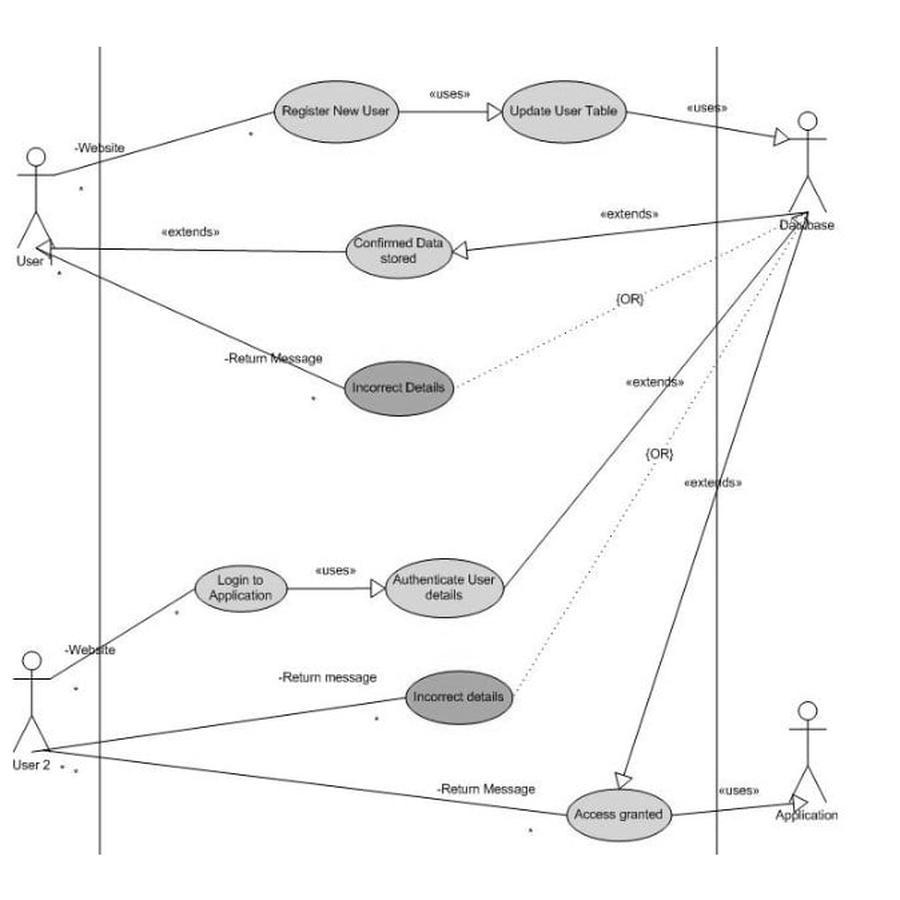 «uses»
Register New User
Update User Table
«uses»
-Website
*
*
«extends»
«extends»
Database
Confirmed Data
stored
User 1
*
{OR}
-Return Message
Incorrect Details
*
«extends»
{OR}
«extends»
«uses»
Login to
Application
Authenticate User
details
*
-Website
*
-Return message
Incorrect details
*
User 2
* *
-Return Message
«uses»
Access granted
Application
*